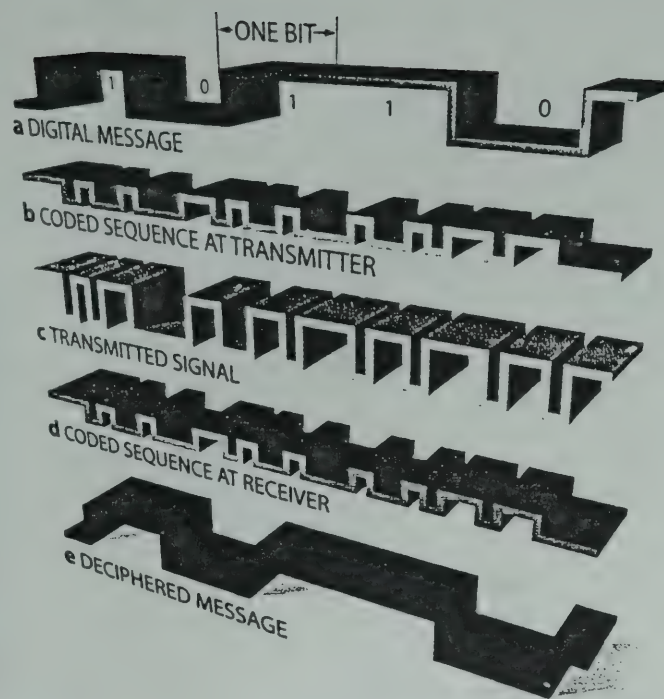 ONE BIT
1
0
1
1
0
a DIGITAL MESSAGE
b CODED SEQUENCE AT TRANSMITTER
c TRANSMITTED SIGNAL
d CODED SEQUENCE AT RECEIVER
e DECIPHERED MESSAGE